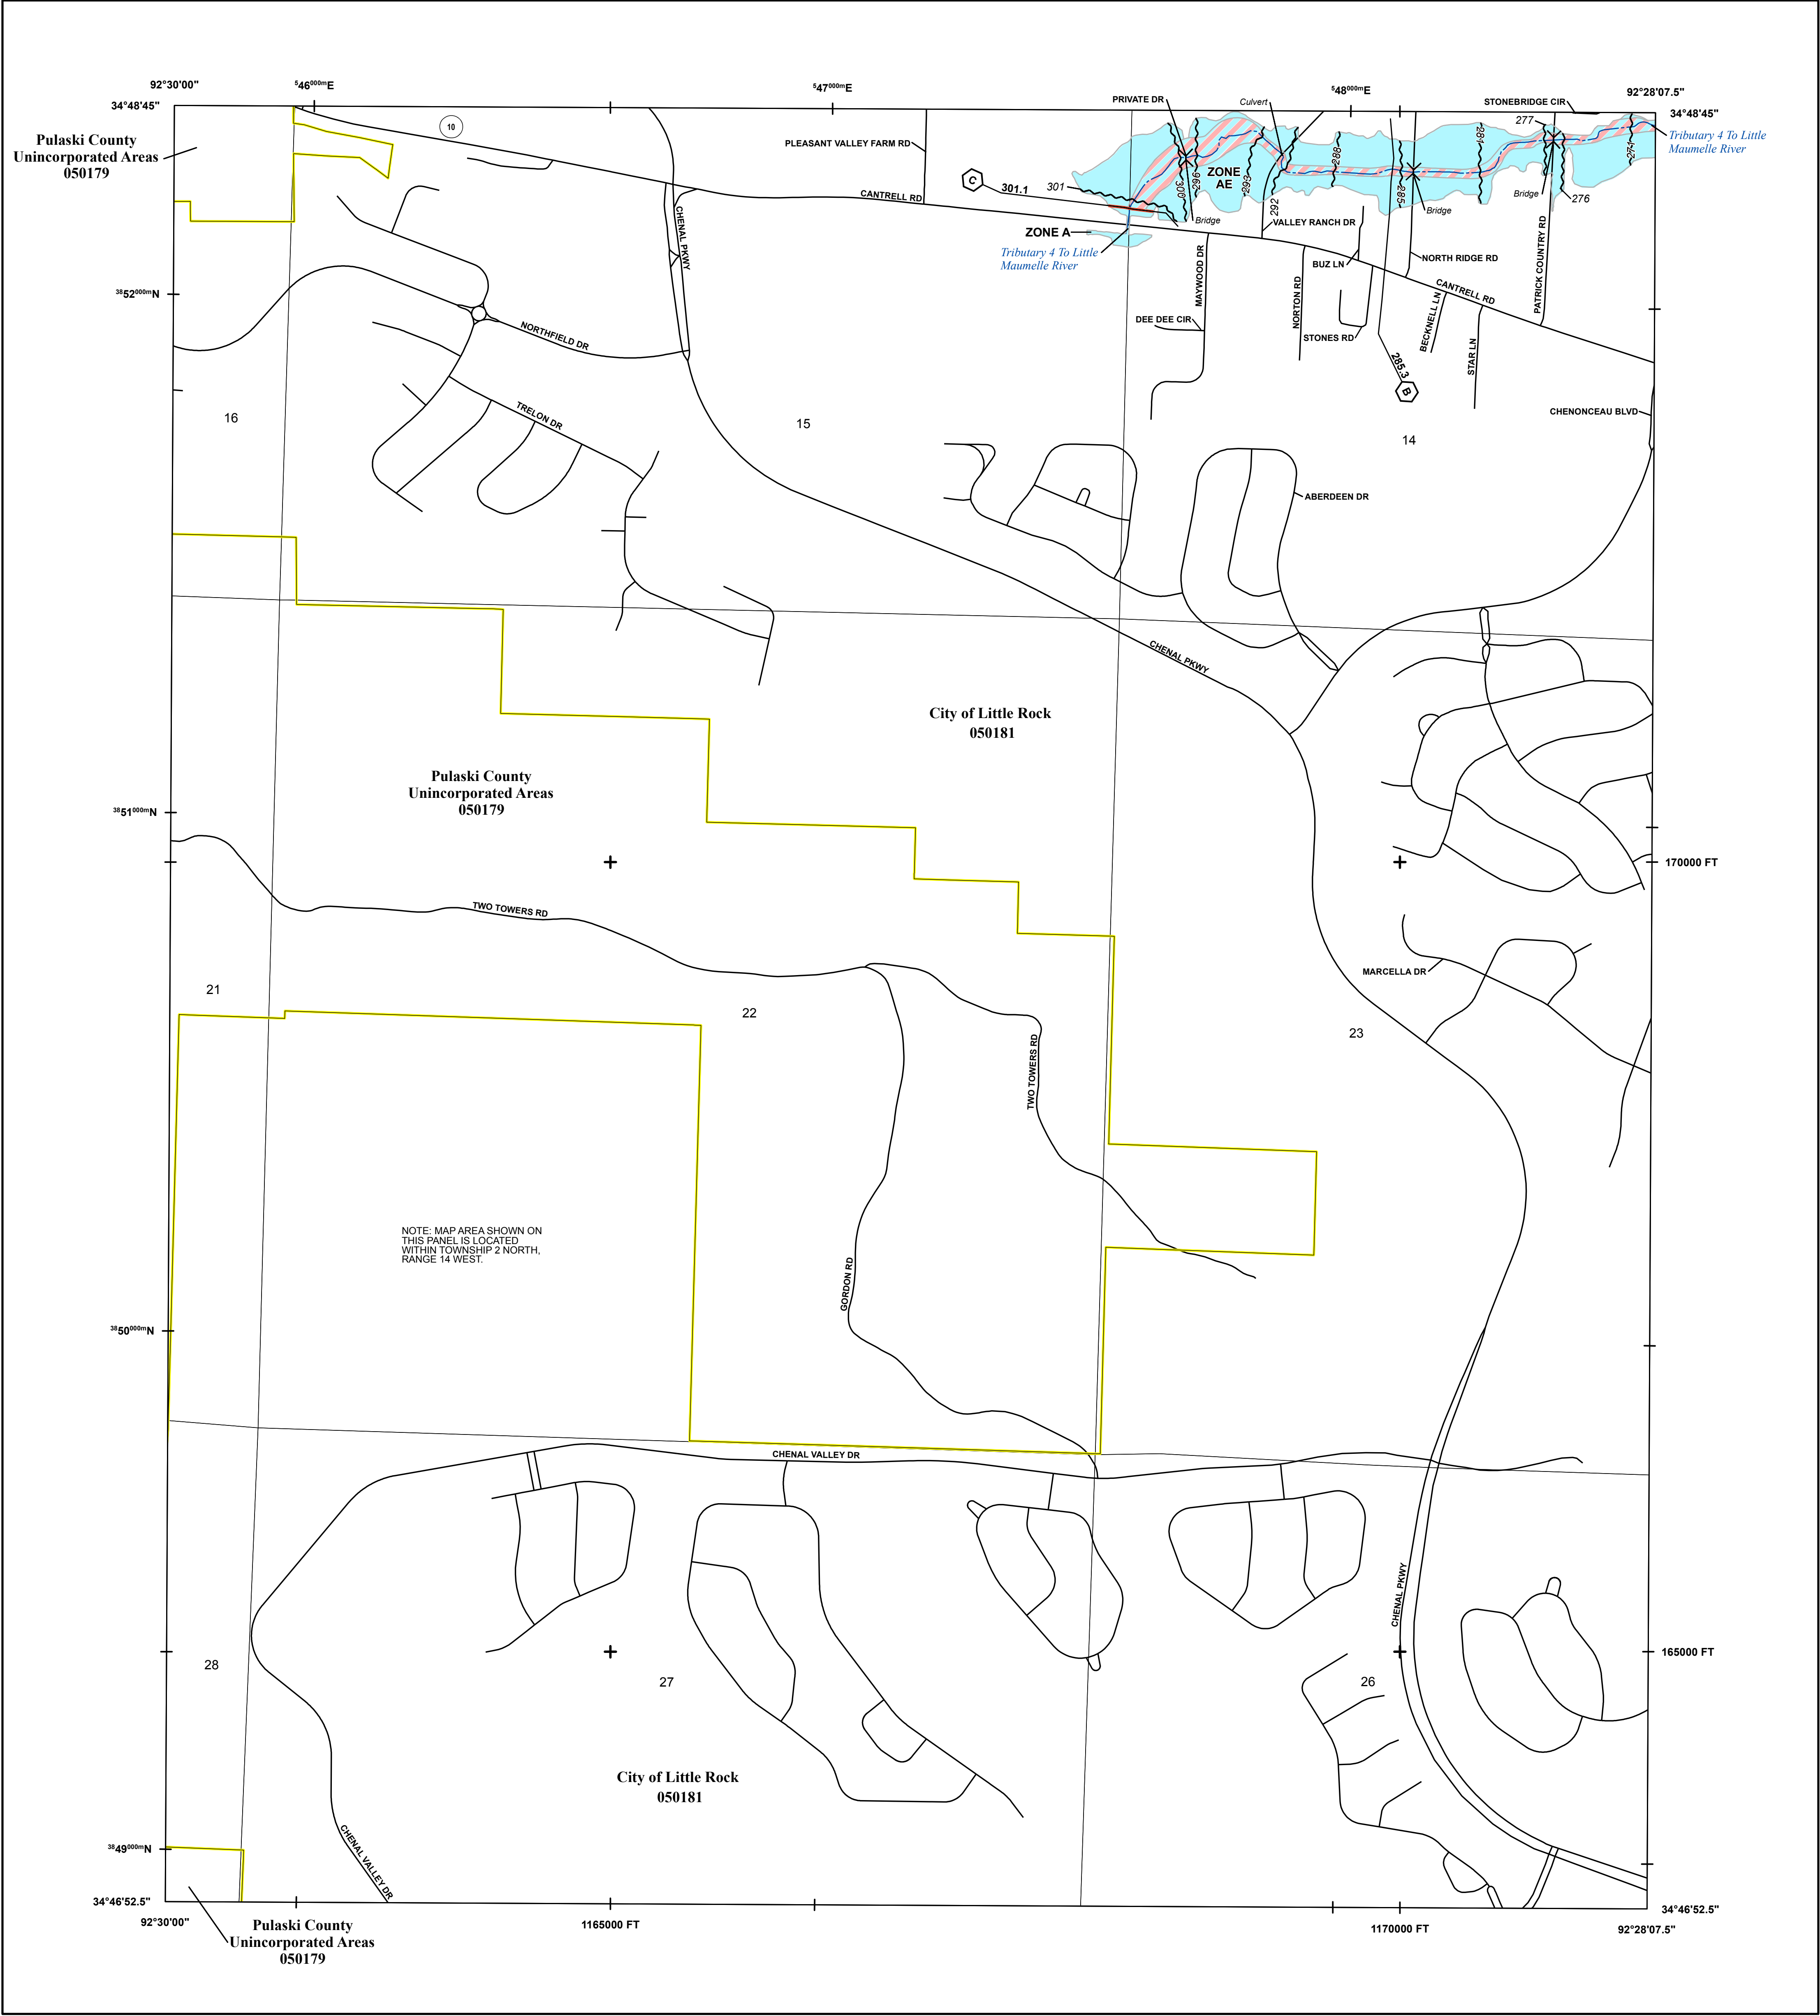 92°30'00"
546000mE
547000mE
548000mE
92°28'07.5"
34°48'45"
34°48'45"
Pulaski County
Unincorporated Areas
050179
10
PLEASANT VALLEY FARM RD
PRIVATE DR
Culvert
STONEBRIDGE CIR
277
Tributary 4 To Little
Maumelle River
CANTRELL RD
C
301.1
301
300
296
ZONE
AE
293
292
288
285
281
274
276
Bridge
Bridge
Bridge
ZONE A
Tributary 4 To Little
Maumelle River
VALLEY RANCH DR
BUZ LN
NORTH RIDGE RD
CANTRELL RD
PATRICK COUNTRY RD
CHENAL PKWY
MAYWOOD DR
NORTON RD
DEE DEE CIR
STONES RD
BECKNELL LN
STAR LN
285.3
B
3852000mN
NORTHFIELD DR
TRELON DR
CHENONCEAU BLVD
16
15
14
ABERDEEN DR
CHENAL PKWY
City of Little Rock
050181
Pulaski County
Unincorporated Areas
050179
3851000mN
170000 FT
TWO TOWERS RD
MARCELLA DR
21
22
23
TWO TOWERS RD
NOTE: MAP AREA SHOWN ON
THIS PANEL IS LOCATED
WITHIN TOWNSHIP 2 NORTH,
RANGE 14 WEST.
GORDON RD
3850000mN
CHENAL VALLEY DR
CHENAL PKWY
165000 FT
28
27
26
City of Little Rock
050181
CHENAL VALLEY DR
3849000mN
34°46'52.5"
34°46'52.5"
92°30'00"
Pulaski County
Unincorporated Areas
050179
1165000 FT
1170000 FT
92°28'07.5"